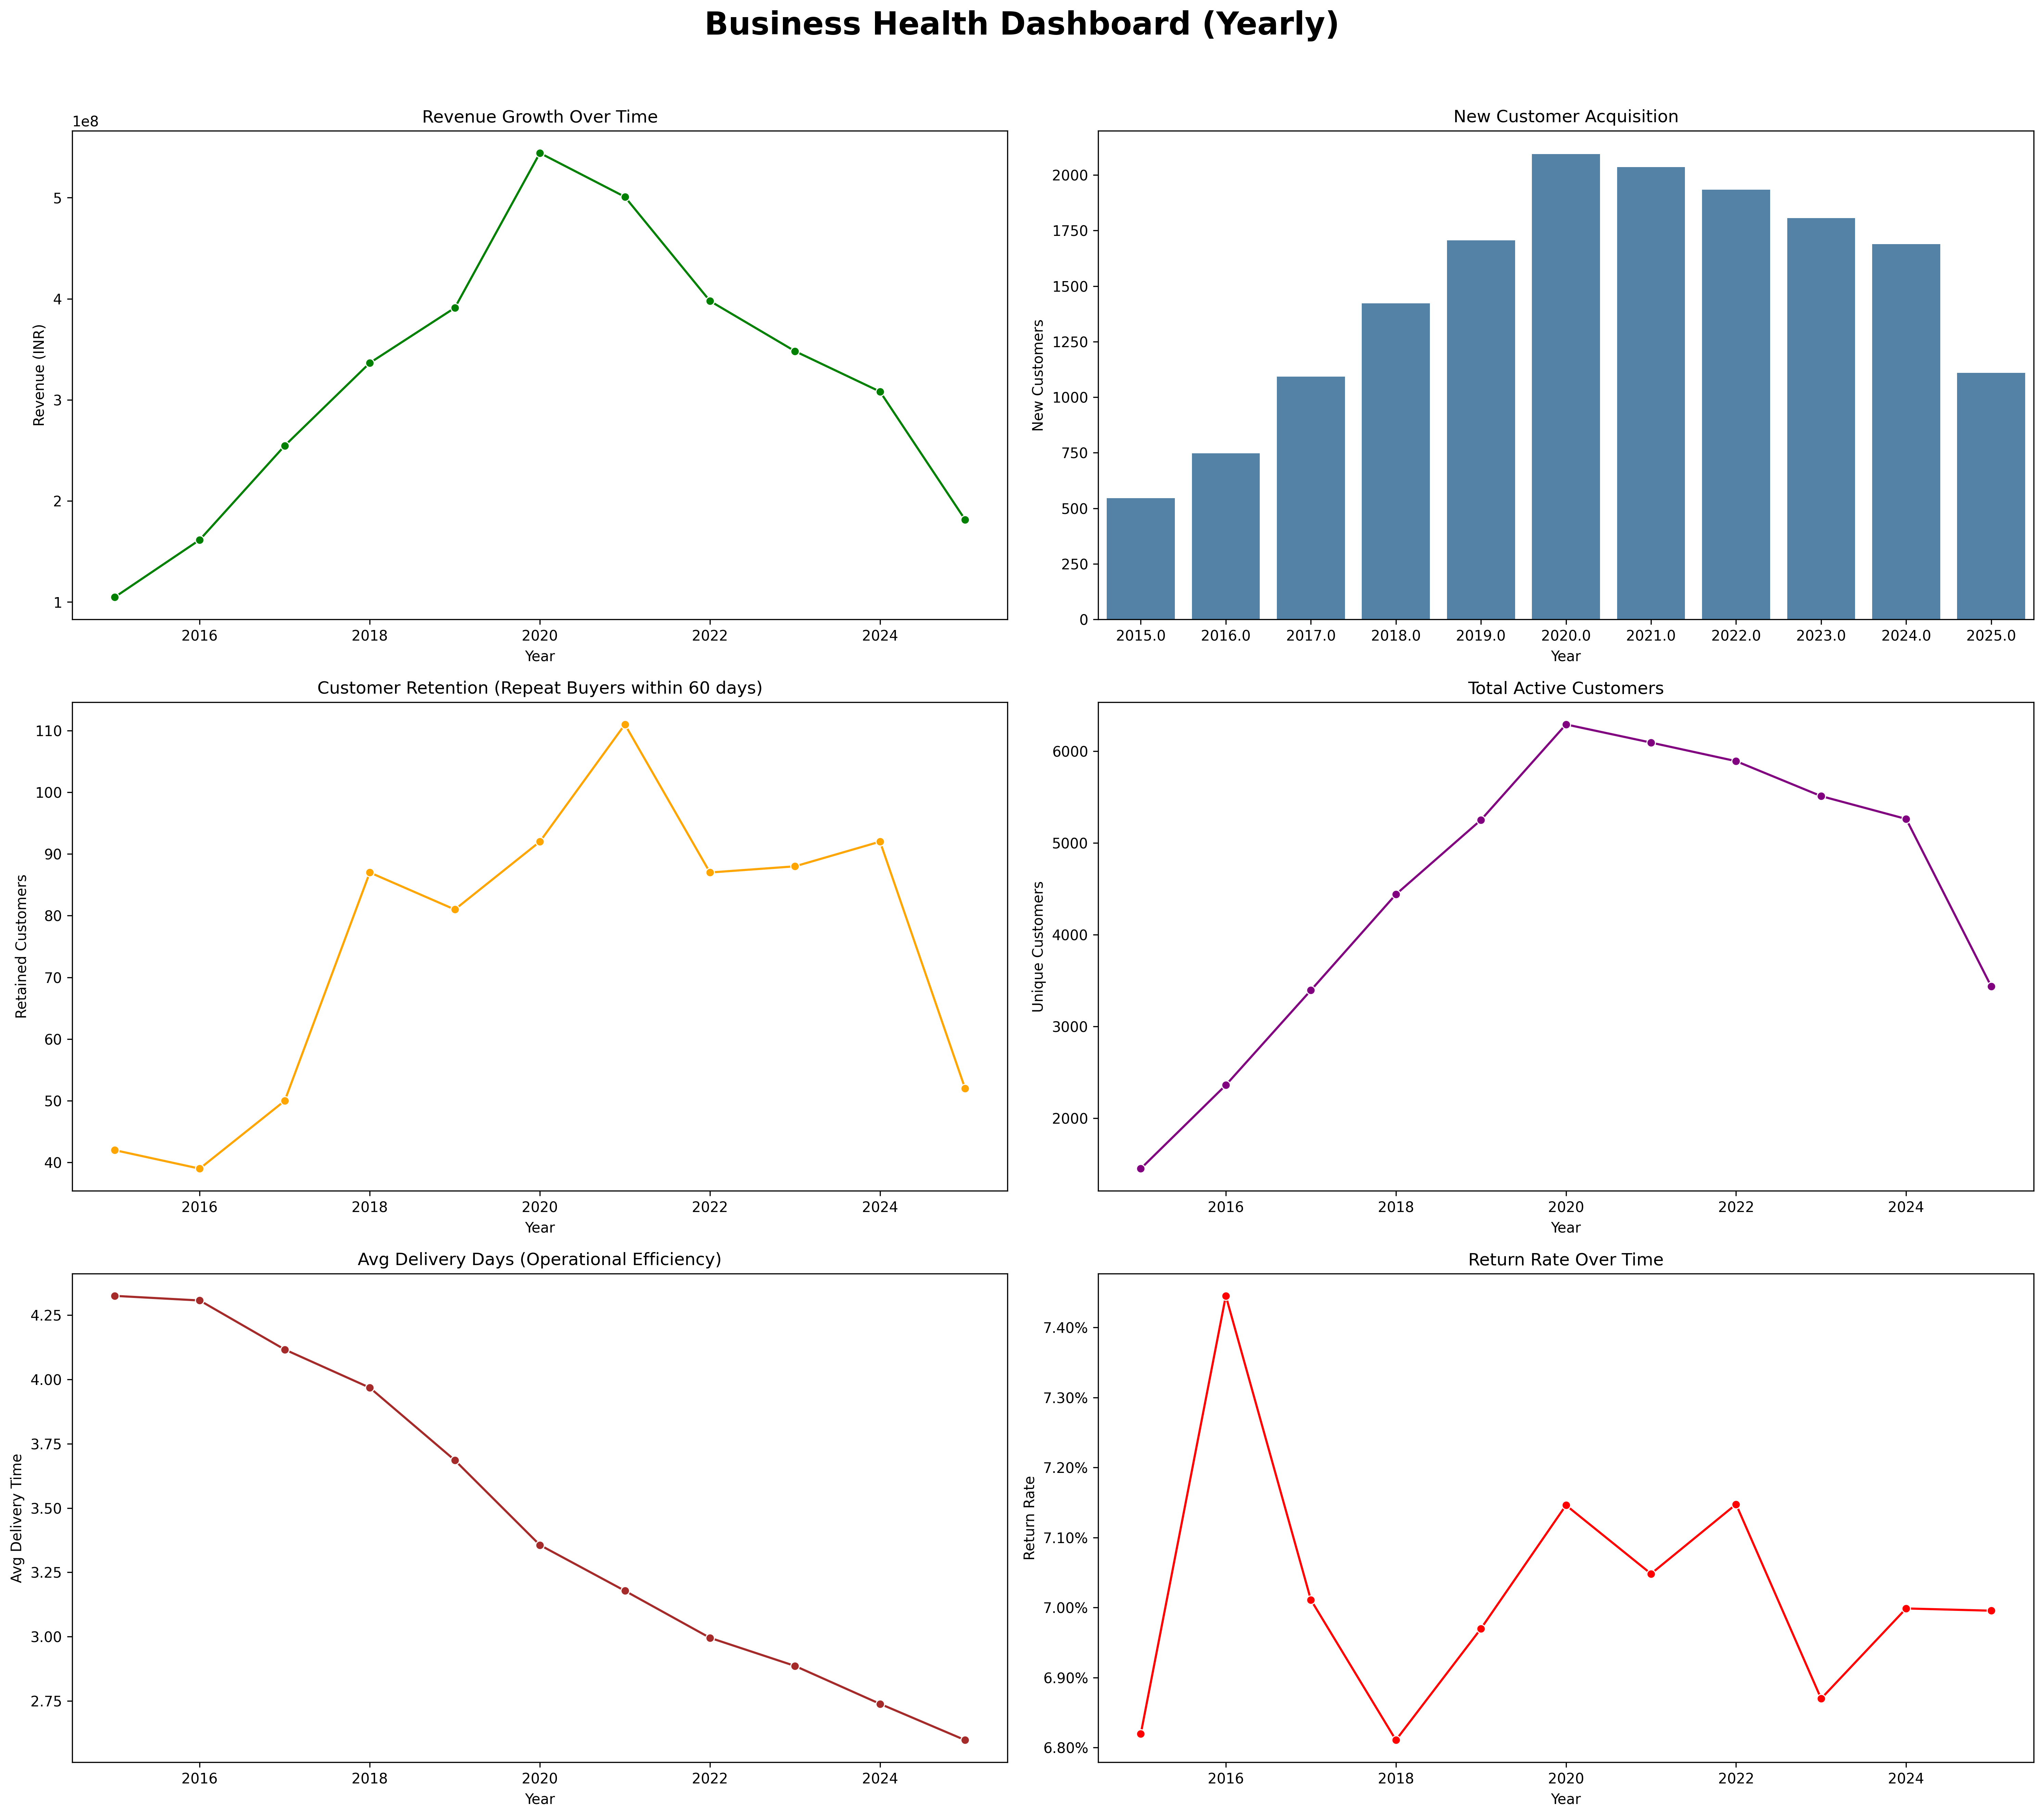 Business Health Dashboard (Yearly)
Revenue Growth Over Time
1e8
5
4
3
2
1
Revenue (INR)
2016 2018 2020 2022 2024
Year
New Customer Acquisition
2000
1750
1500
1250
1000
750
500
250
0
New Customers
2015.0 2016.0 2017.0 2018.0 2019.0 2020.0 2021.0 2022.0 2023.0 2024.0 2025.0
Year
Customer Retention (Repeat Buyers within 60 days)
110
100
90
80
70
60
50
40
Retained Customers
2016 2018 2020 2022 2024
Year
Total Active Customers
6000
5000
4000
3000
2000
Unique Customers
2016 2018 2020 2022 2024
Year
Avg Delivery Days (Operational Efficiency)
4.25
4.00
3.75
3.50
3.25
3.00
2.75
Avg Delivery Time
2016 2018 2020 2022 2024
Year
Return Rate Over Time
7.40%
7.30%
7.20%
7.10%
7.00%
6.90%
6.80%
Return Rate
2016 2018 2020 2022 2024
Year